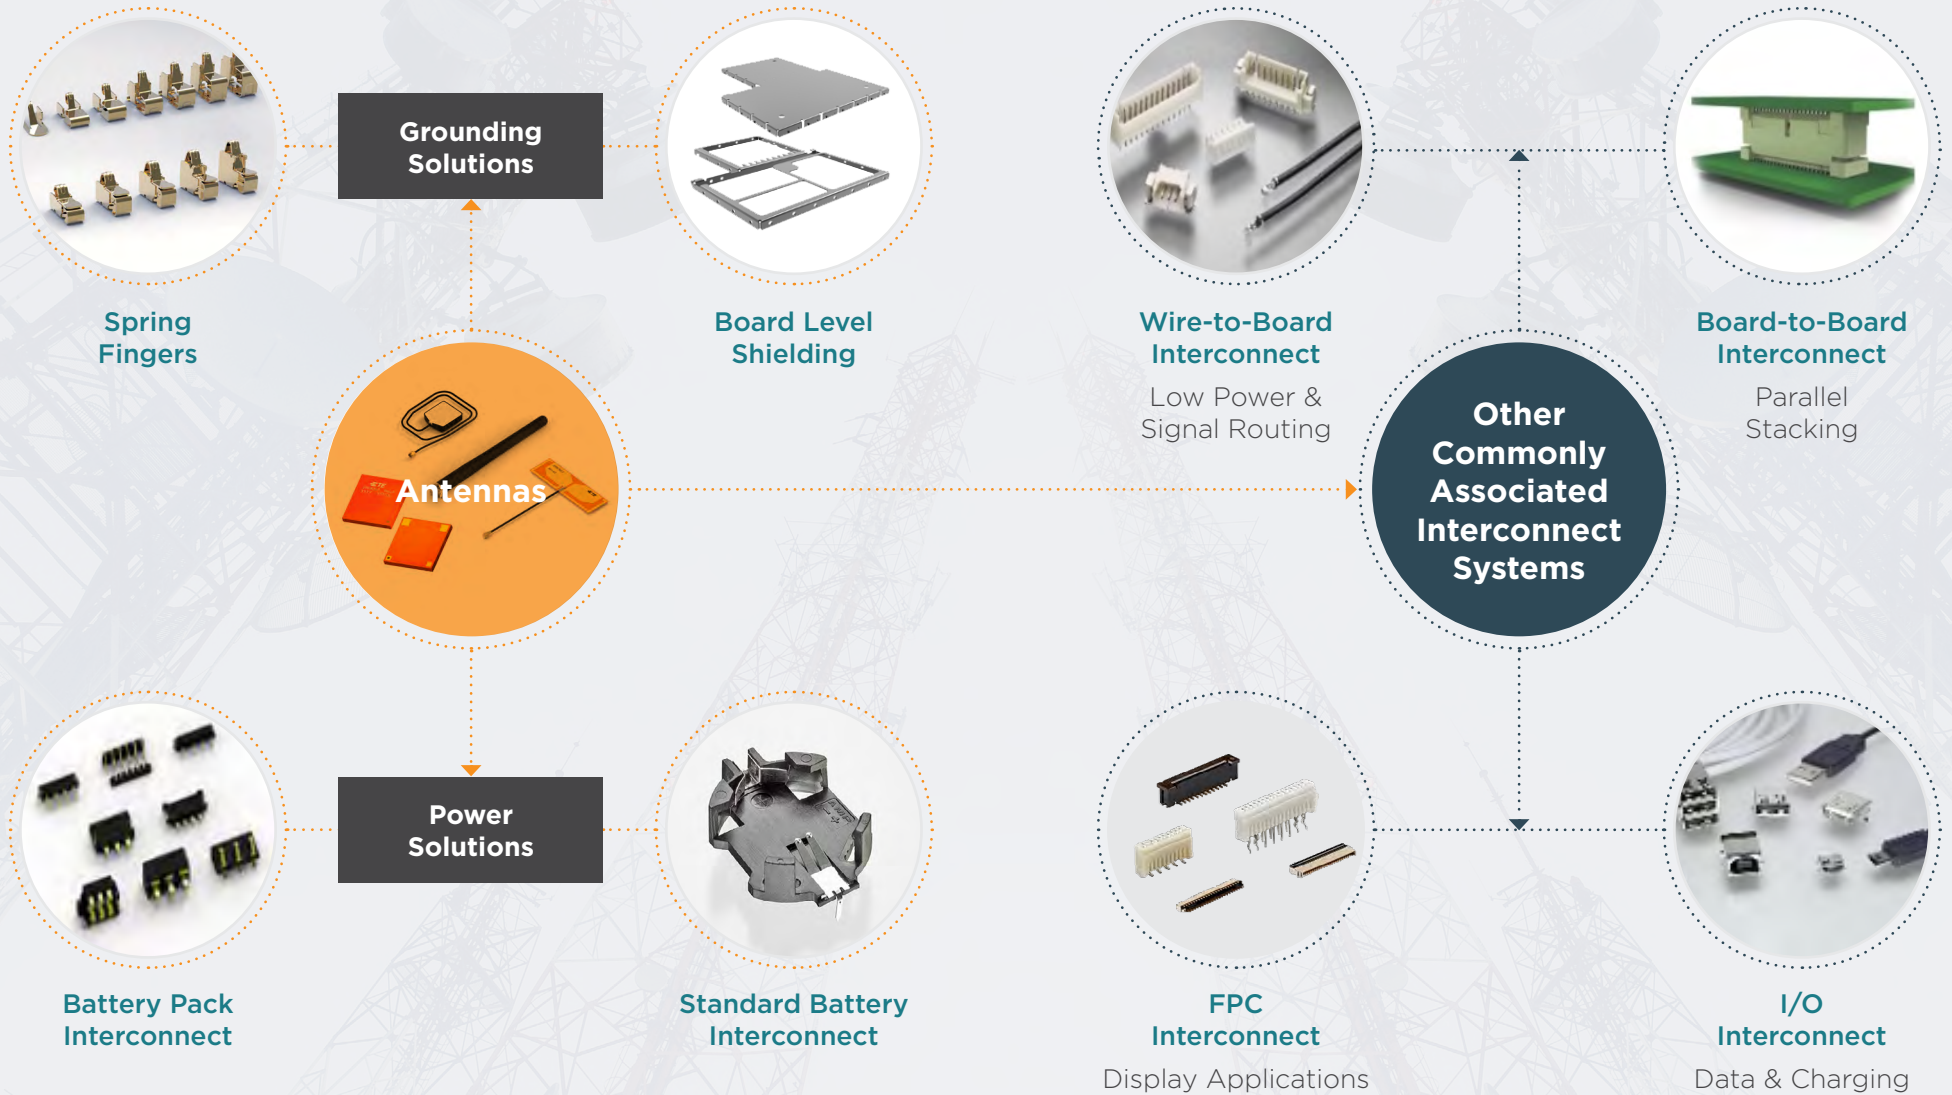 Grounding
Solutions
Spring
Fingers
Board Level
Shielding
Wire-to-Board
Interconnect
Low Power &
Signal Routing
Board-to-Board
Interconnect
Parallel
Stacking
Antennas
Other
Commonly
Associated
Interconnect
Systems
Power
Solutions
Battery Pack
Interconnect
Standard Battery
Interconnect
FPC
Interconnect
Display Applications
I/O
Interconnect
Data & Charging